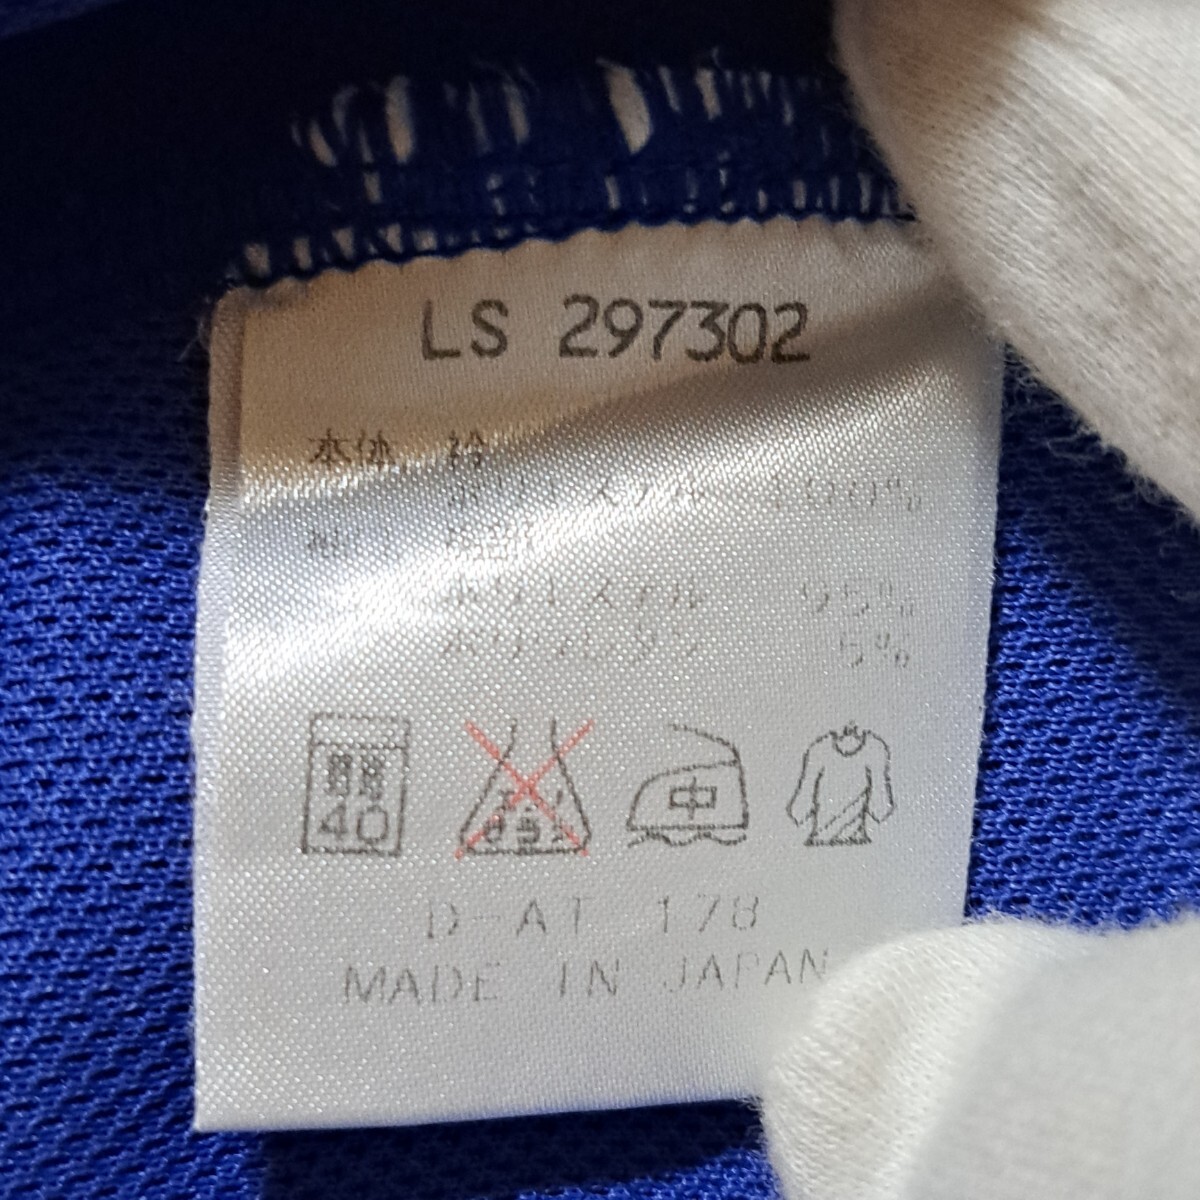 LS 297302
本体 衿
ポリエステル 100%
ポリエステル 95%
ポリウレタン 5%
40
中
D-AT 178
MADE IN JAPAN